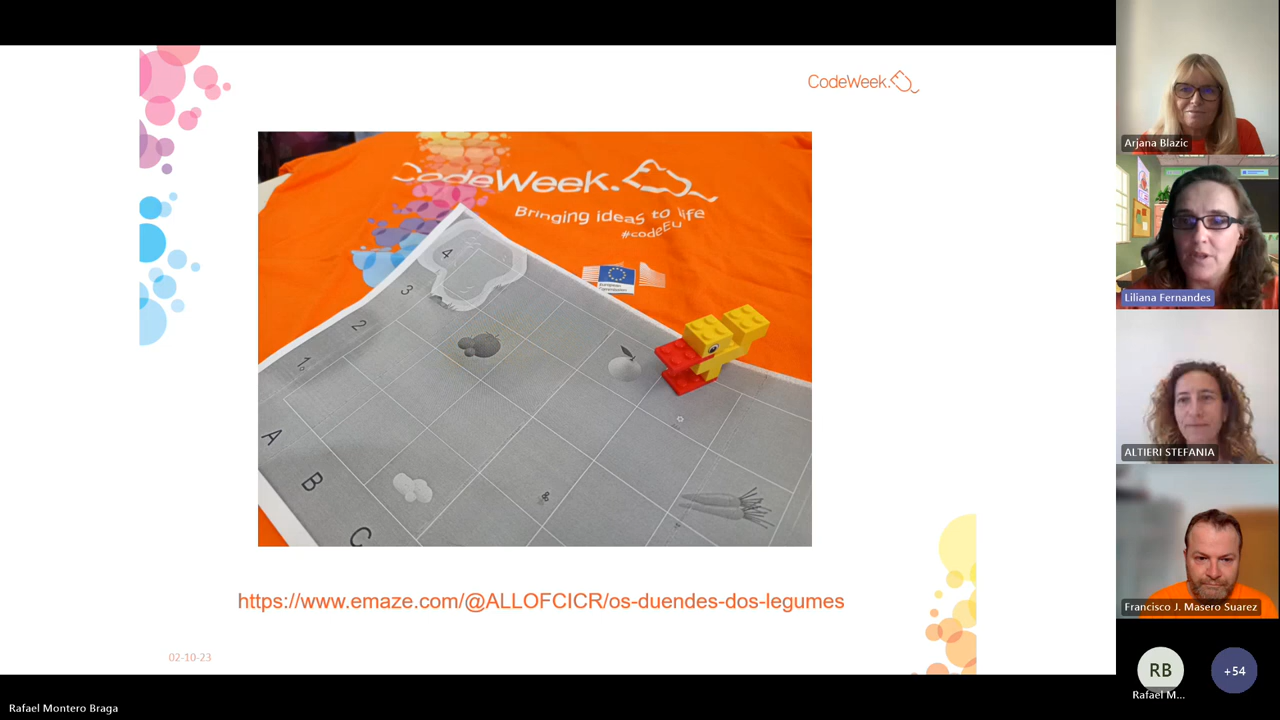 CodeWeek.
CodeWeek.
Bringing ideas to life
#codeEU
4
3
2
1
A
B
C
https://www.emaze.com/@ALLOFCICR/os-duendes-dos-legumes
02-10-23
Arjana Blazic
Liliana Fernandes
ALTIERI STEFANIA
Francisco J. Masero Suarez
RB
+54
Rafael M...
Rafael Montero Braga